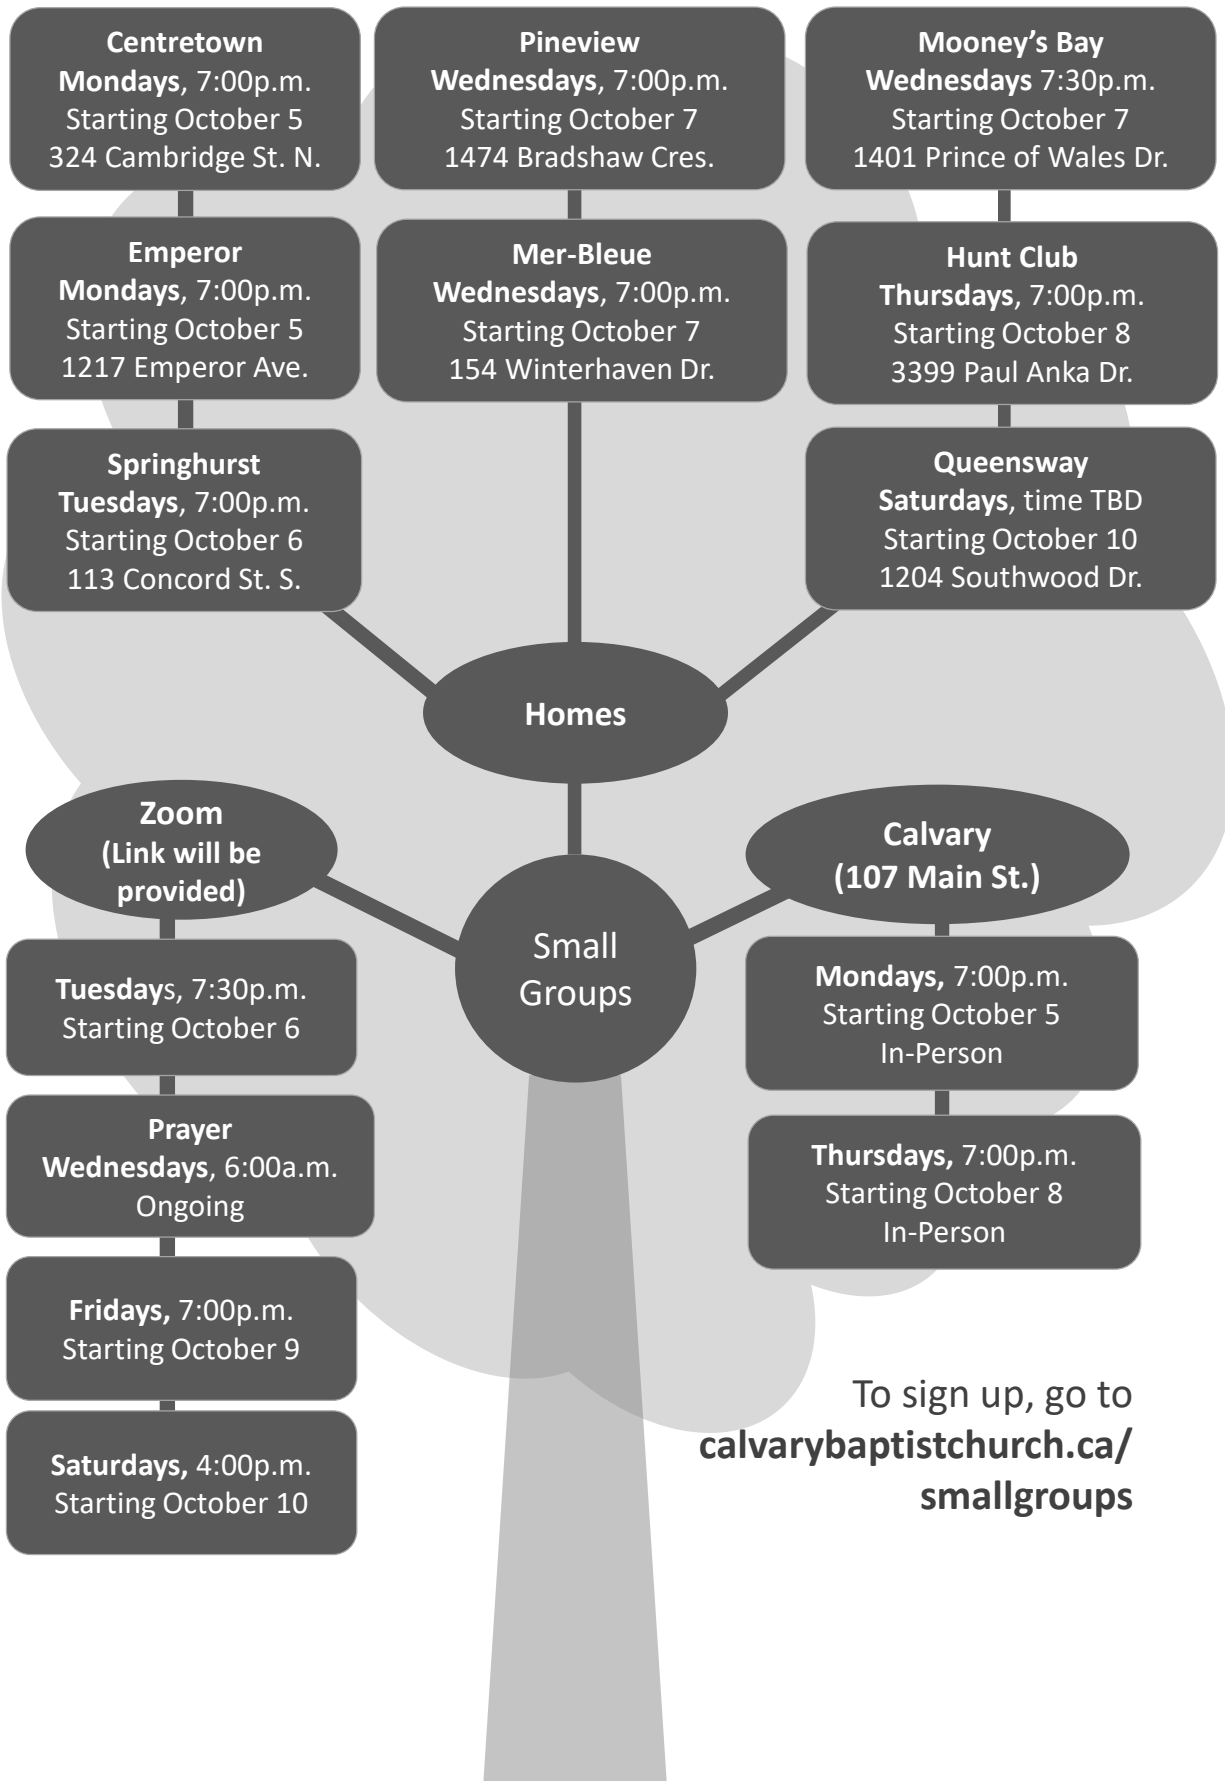 Centretown
Mondays, 7:00p.m.
Starting October 5
324 Cambridge St. N.
Pineview
Wednesdays, 7:00p.m.
Starting October 7
1474 Bradshaw Cres.
Mooney’s Bay
Wednesdays 7:30p.m.
Starting October 7
1401 Prince of Wales Dr.
Emperor
Mondays, 7:00p.m.
Starting October 5
1217 Emperor Ave.
Mer-Bleue
Wednesdays, 7:00p.m.
Starting October 7
154 Winterhaven Dr.
Hunt Club
Thursdays, 7:00p.m.
Starting October 8
3399 Paul Anka Dr.
Springhurst
Tuesdays, 7:00p.m.
Starting October 6
113 Concord St. S.
Queensway
Saturdays, time TBD
Starting October 10
1204 Southwood Dr.
Homes
Zoom
(Link will be
provided)
Calvary
(107 Main St.)
Small
Groups
Tuesdays, 7:30p.m.
Starting October 6
Prayer
Wednesdays, 6:00a.m.
Ongoing
Fridays, 7:00p.m.
Starting October 9
Saturdays, 4:00p.m.
Starting October 10
Mondays, 7:00p.m.
Starting October 5
In-Person
Thursdays, 7:00p.m.
Starting October 8
In-Person
To sign up, go to
calvarybaptistchurch.ca/
smallgroups